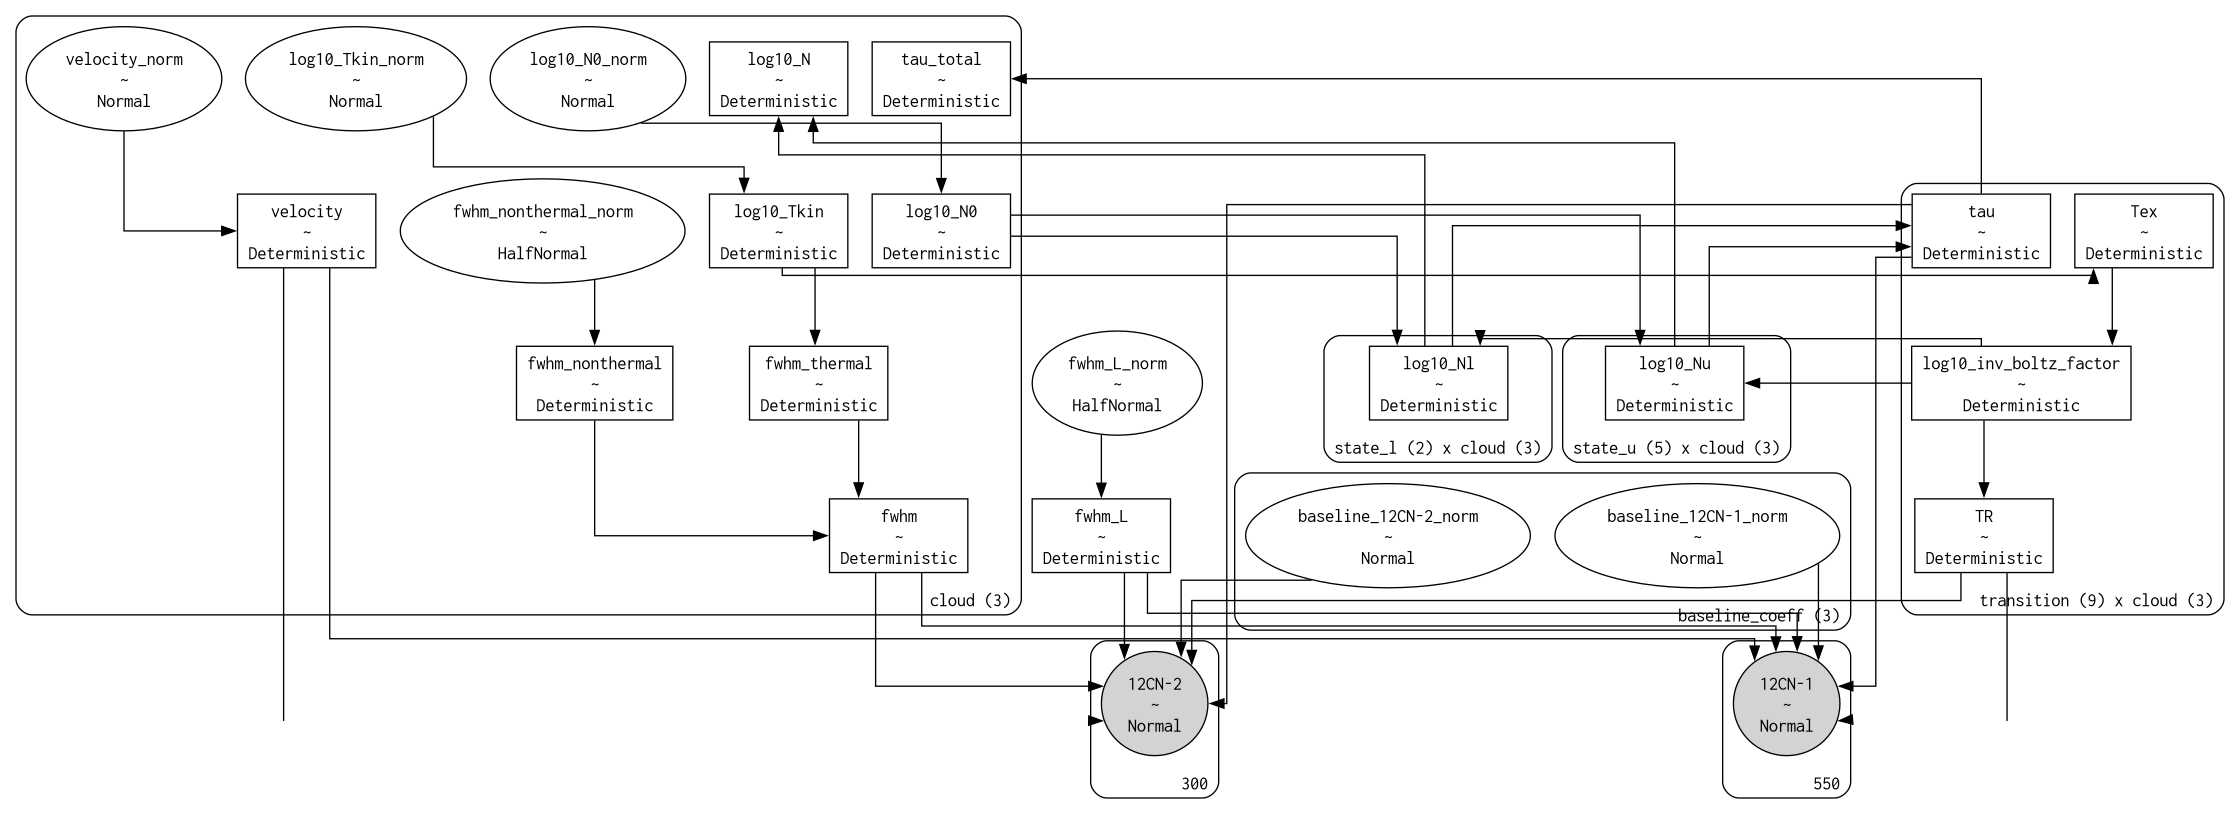 velocity_norm
~
Normal
log10_Tkin_norm
~
Normal
log10_N0_norm
~
Normal
log10_N
~
Deterministic
tau_total
~
Deterministic
velocity
~
Deterministic
fwhm_nonthermal_norm
~
HalfNormal
log10_Tkin
~
Deterministic
log10_N0
~
Deterministic
tau
~
Deterministic
Tex
~
Deterministic
fwhm_nonthermal
~
Deterministic
fwhm_thermal
~
Deterministic
fwhm_L_norm
~
HalfNormal
log10_Nl
~
Deterministic
state_l (2) x cloud (3)
log10_Nu
~
Deterministic
state_u (5) x cloud (3)
log10_inv_boltz_factor
~
Deterministic
fwhm
~
Deterministic
cloud (3)
fwhm_L
~
Deterministic
baseline_12CN-2_norm
~
Normal
baseline_12CN-1_norm
~
Normal
baseline_coeff (3)
TR
~
Deterministic
transition (9) x cloud (3)
12CN-2
~
Normal
300
12CN-1
~
Normal
550